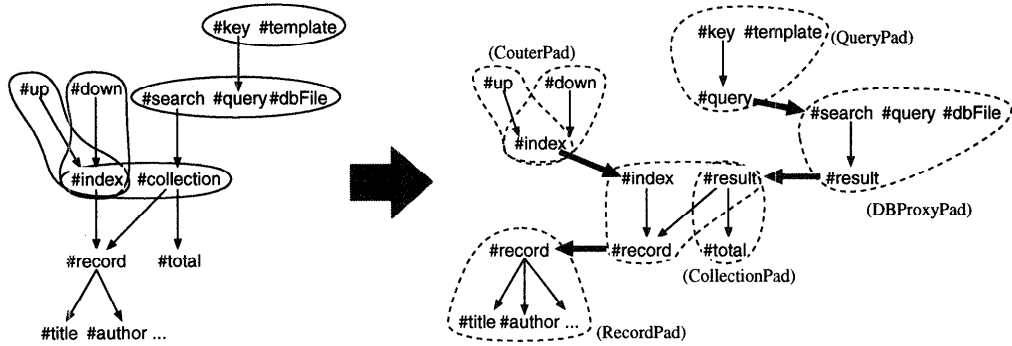 #key #template
#up #down
#search #query #dbFile
#index #collection
#record #total
#title #author ...
#key #template (QueryPad)
(CouterPad)
#up #down
#query
#search #query #dbFile
#index
#index #result
#result
(DBProxyPad)
#record #record #total
(CollectionPad)
#title #author ... (RecordPad)